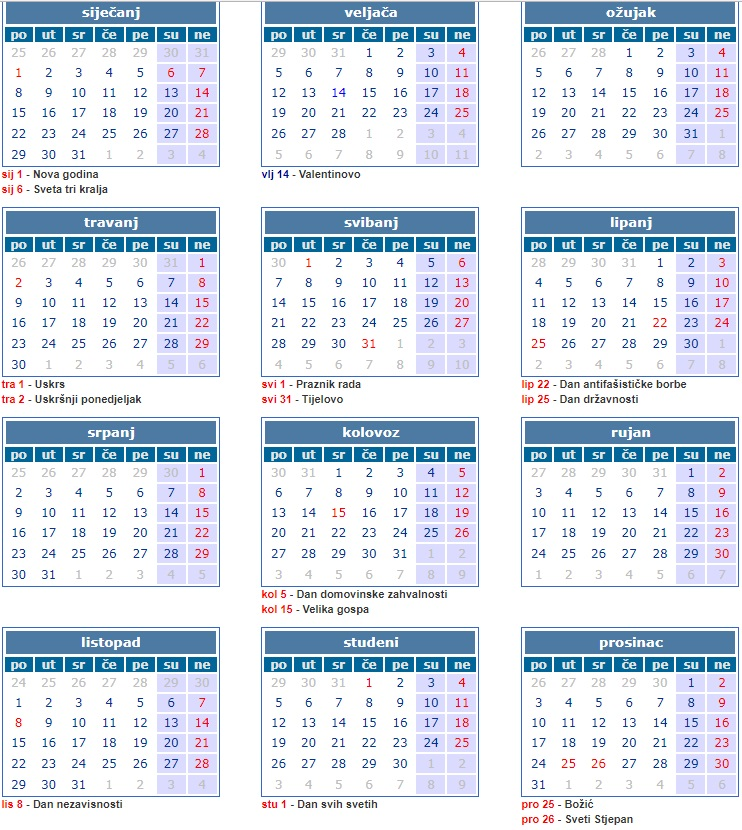 siječanj
po ut sr če pe su ne
25 26 27 28 29 30 31
1 2 3 4 5 6 7
8 9 10 11 12 13 14
15 16 17 18 19 20 21
22 23 24 25 26 27 28
29 30 31 1 2 3 4
sij 1 - Nova godina
sij 6 - Sveta tri kralja
veljača
po ut sr če pe su ne
29 30 31 1 2 3 4
5 6 7 8 9 10 11
12 13 14 15 16 17 18
19 20 21 22 23 24 25
26 27 28 1 2 3 4
5 6 7 8 9 10 11
vlj 14 - Valentinovo
ožujak
po ut sr če pe su ne
26 27 28 1 2 3 4
5 6 7 8 9 10 11
12 13 14 15 16 17 18
19 20 21 22 23 24 25
26 27 28 29 30 31 1
2 3 4 5 6 7 8
travanj
po ut sr če pe su ne
26 27 28 29 30 31 1
2 3 4 5 6 7 8
9 10 11 12 13 14 15
16 17 18 19 20 21 22
23 24 25 26 27 28 29
30 1 2 3 4 5 6
tra 1 - Uskrs
tra 2 - Uskršnji ponedjeljak
svibanj
po ut sr če pe su ne
30 1 2 3 4 5 6
7 8 9 10 11 12 13
14 15 16 17 18 19 20
21 22 23 24 25 26 27
28 29 30 31 1 2 3
4 5 6 7 8 9 10
svi 1 - Praznik rada
svi 31 - Tijelovo
lipanj
po ut sr če pe su ne
28 29 30 31 1 2 3
4 5 6 7 8 9 10
11 12 13 14 15 16 17
18 19 20 21 22 23 24
25 26 27 28 29 30 1
2 3 4 5 6 7 8
lip 22 - Dan antifašističke borbe
lip 25 - Dan državnosti
srpanj
po ut sr če pe su ne
25 26 27 28 29 30 1
2 3 4 5 6 7 8
9 10 11 12 13 14 15
16 17 18 19 20 21 22
23 24 25 26 27 28 29
30 31 1 2 3 4 5
kolovoz
po ut sr če pe su ne
30 31 1 2 3 4 5
6 7 8 9 10 11 12
13 14 15 16 17 18 19
20 21 22 23 24 25 26
27 28 29 30 31 1 2
3 4 5 6 7 8 9
kol 5 - Dan domovinske zahvalnosti
kol 15 - Velika gospa
rujan
po ut sr če pe su ne
27 28 29 30 31 1 2
3 4 5 6 7 8 9
10 11 12 13 14 15 16
17 18 19 20 21 22 23
24 25 26 27 28 29 30
1 2 3 4 5 6 7
listopad
po ut sr če pe su ne
24 25 26 27 28 29 30
1 2 3 4 5 6 7
8 9 10 11 12 13 14
15 16 17 18 19 20 21
22 23 24 25 26 27 28
29 30 31 1 2 3 4
lis 8 - Dan nezavisnosti
studeni
po ut sr če pe su ne
29 30 31 1 2 3 4
5 6 7 8 9 10 11
12 13 14 15 16 17 18
19 20 21 22 23 24 25
26 27 28 29 30 1 2
3 4 5 6 7 8 9
stu 1 - Dan svih svetih
prosinac
po ut sr če pe su ne
26 27 28 29 30 1 2
3 4 5 6 7 8 9
10 11 12 13 14 15 16
17 18 19 20 21 22 23
24 25 26 27 28 29 30
31 1 2 3 4 5 6
pro 25 - Božić
pro 26 - Sveti Stjepan